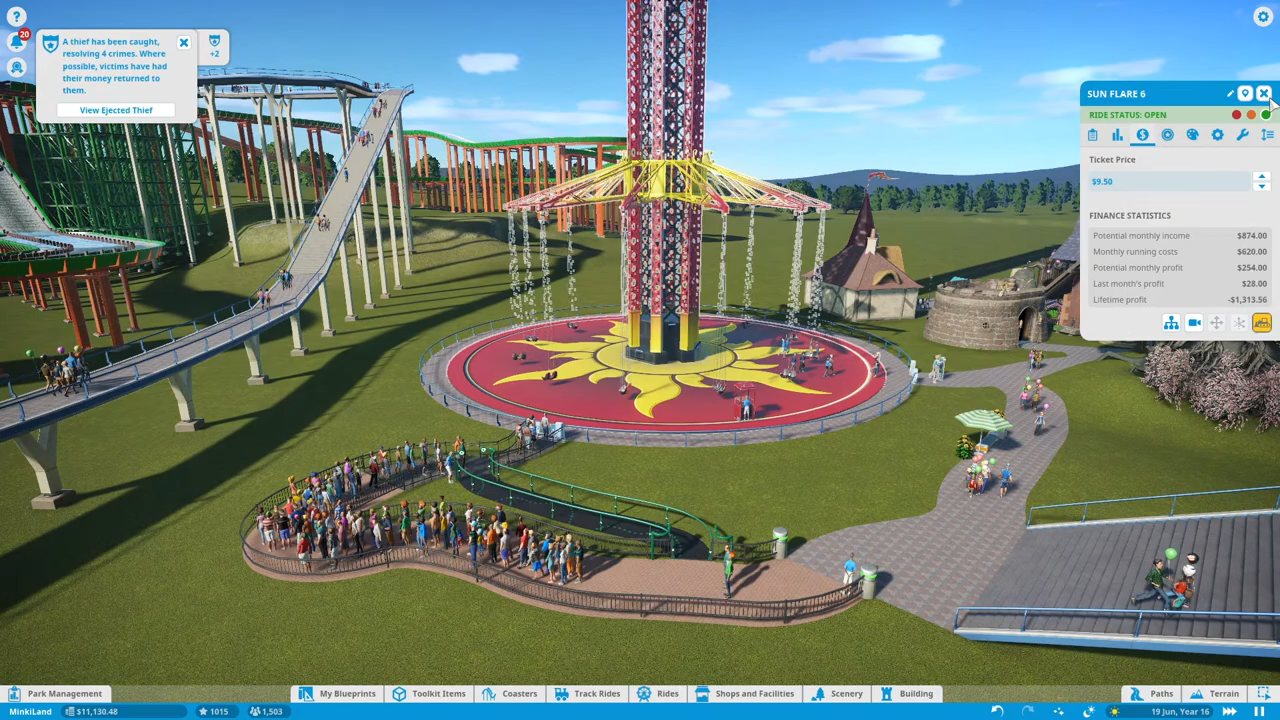 ?
20
A thief has been caught,
resolving 4 crimes. Where
possible, victims have had
their money returned to
them.
+2
View Ejected Thief
SUN FLARE 6
RIDE STATUS: OPEN
Ticket Price
$9.50
FINANCE STATISTICS
Potential monthly income $874.00
Monthly running costs $620.00
Potential monthly profit $254.00
Last month's profit $28.00
Lifetime profit -$1,313.56
Park Management
My Blueprints
Toolkit Items
Coasters
Track Rides
Rides
Shops and Facilities
Scenery
Building
Paths
Terrain
MinkiLand
$11,130.48
1015
1,503
19 Jun, Year 16